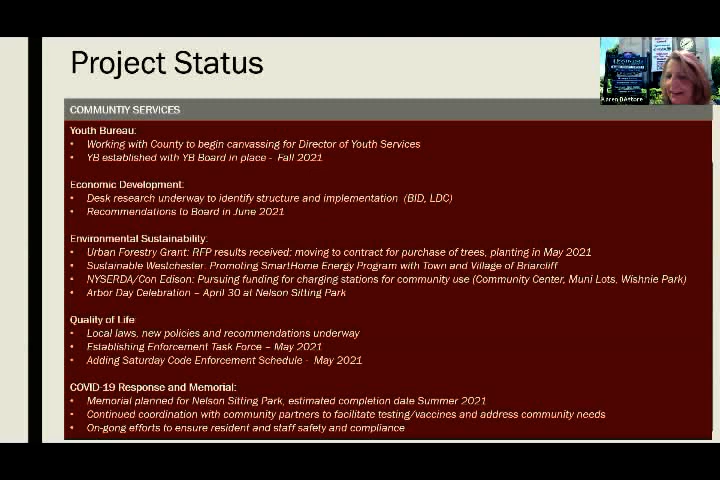 Project Status
COMMUNTIY SERVICES
Youth Bureau:
• Working with County to begin canvassing for Director of Youth Services
• YB established with YB Board in place - Fall 2021
Economic Development:
• Desk research underway to identify structure and implementation (BID, LDC)
• Recommendations to Board in June 2021
Environmental Sustainability:
• Urban Forestry Grant: RFP results received; moving to contract for purchase of trees, planting in May 2021
• Sustainable Westchester: Promoting SmartHome Energy Program with Town and Village of Briarcliff
• NYSERDA/Con Edison: Pursuing funding for charging stations for community use (Community Center, Muni Lots, Wishnie Park)
• Arbor Day Celebration – April 30 at Nelson Sitting Park
Quality of Life
• Local laws, new policies and recommendations underway
• Establishing Enforcement Task Force – May 2021
• Adding Saturday Code Enforcement Schedule - May 2021
COVID-19 Response and Memorial:
• Memorial planned for Nelson Sitting Park, estimated completion date Summer 2021
• Continued coordination with community partners to facilitate testing/vaccines and address community needs
• On-gong efforts to ensure resident and staff safety and compliance